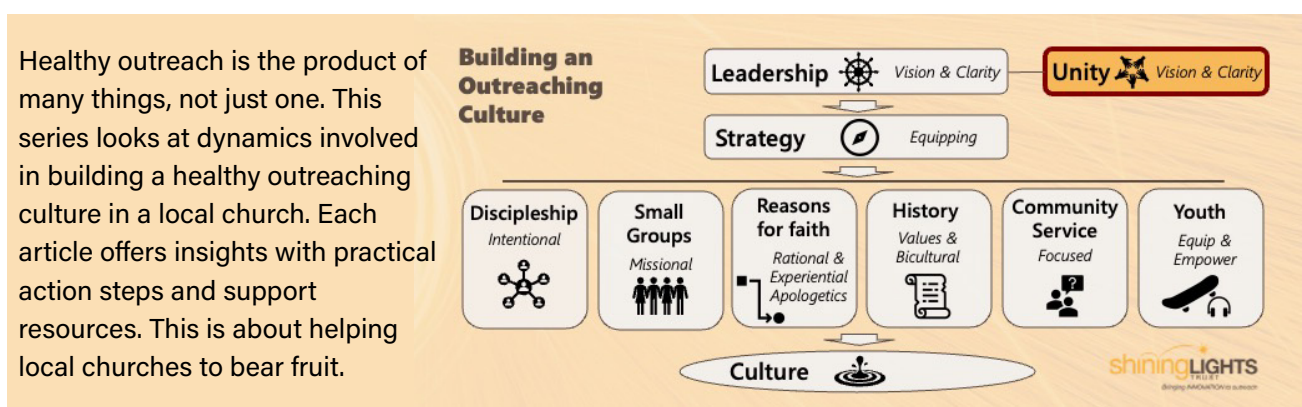 Healthy outreach is the product of
many things, not just one. This
series looks at dynamics involved
in building a healthy outreaching
culture in a local church. Each
article offers insights with practical
action steps and support
resources. This is about helping
local churches to bear fruit.
Building an
Outreaching
Culture
Leadership Vision & Clarity
Unity Vision & Clarity
Strategy Equipping
Discipleship
Intentional
Small
Groups
Missional
Reasons
for faith
Rational &
Experiential
Apologetics
History
Values &
Bicultural
Community
Service
Focused
?
Youth
Equip &
Empower
Culture
shiningLIGHTS
TRUST
Bringing INNOVATION to outreach